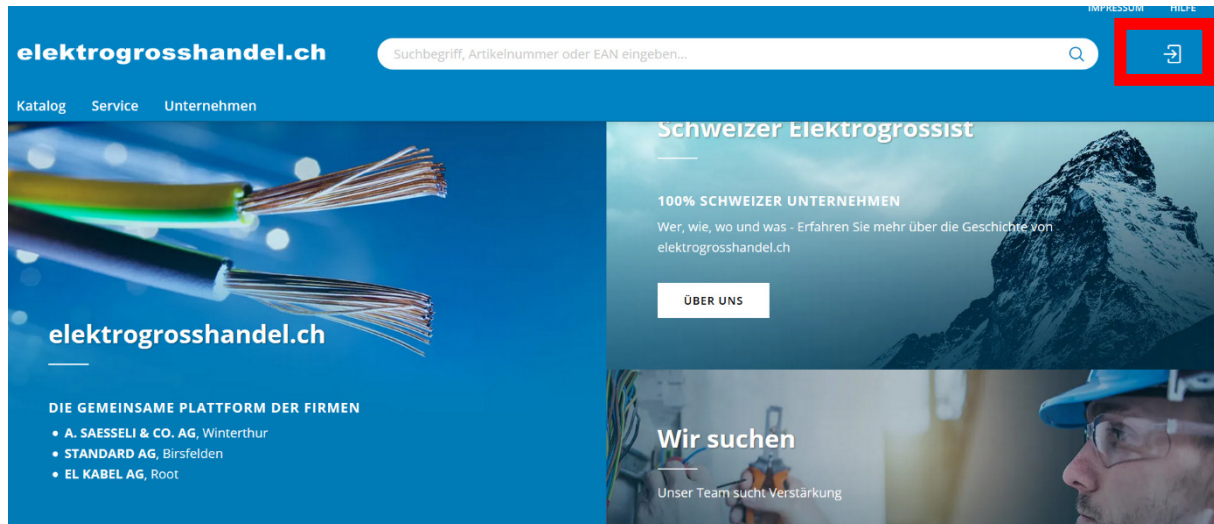 IMPRESSUM HILFE
elektrogrosshandel.ch
Suchbegriff, Artikelnummer oder EAN eingeben...
Katalog Service Unternehmen
elektrogrosshandel.ch
DIE GEMEINSAME PLATTFORM DER FIRMEN
• A. SAESSELI & CO. AG, Winterthur
• STANDARD AG, Birsfelden
• EL KABEL AG, Root
Schweizer Elektrogrossist
100% SCHWEIZER UNTERNEHMEN
Wer, wie, wo und was - Erfahren Sie mehr über die Geschichte von
elektrogrosshandel.ch
ÜBER UNS
Wir suchen
Unser Team sucht Verstärkung